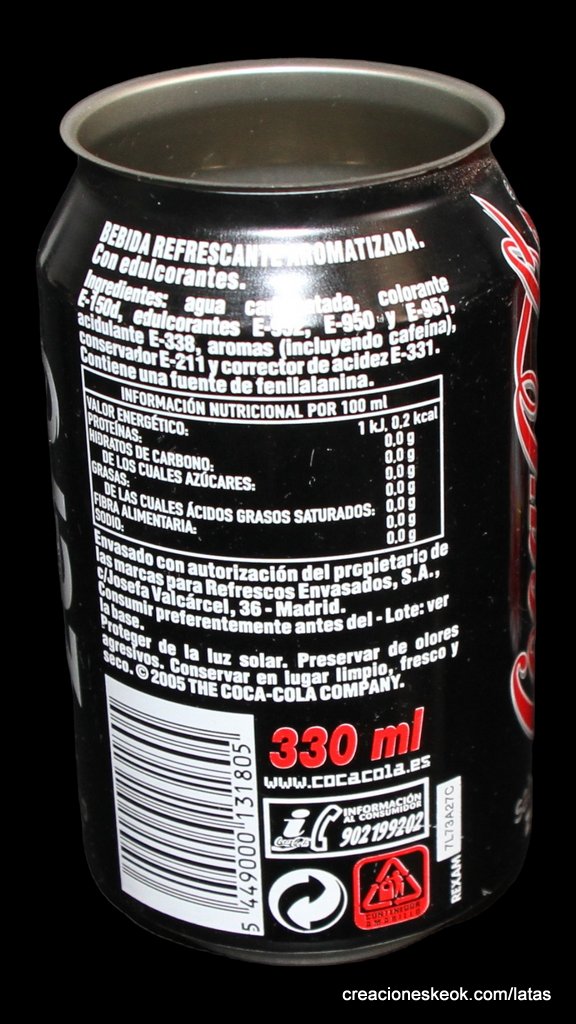 BEBIDA REFRESCANTE AROMATIZADA.
Con edulcorantes.
Ingredientes: agua carbonatada, colorante
E-150d, edulcorantes E-952, E-950 y E-951,
acidulante E-338, aromas (incluyendo cafeína),
conservador E-211 y corrector de acidez E-331.
Contiene una fuente de fenilalanina.
INFORMACIÓN NUTRICIONAL POR 100 ml
VALOR ENERGÉTICO: 1 kJ, 0,2 kcal
PROTEÍNAS: 0,0 g
HIDRATOS DE CARBONO: 0,0 g
DE LOS CUALES AZÚCARES: 0,0 g
GRASAS: 0,0 g
DE LAS CUALES ÁCIDOS GRASOS SATURADOS: 0,0 g
FIBRA ALIMENTARIA: 0,0 g
SODIO: 0,0 g
Envasado con autorización del propietario de
las marcas para Refrescos Envasados, S.A.,
c/Josefa Valcárcel, 36 - Madrid.
Consumir preferentemente antes del - Lote: ver
la base.
Proteger de la luz solar. Preservar de olores
agresivos. Conservar en lugar limpio, fresco y
seco. © 2005 THE COCA-COLA COMPANY.
330 ml
www.cocacola.es
INFORMACIÓN
AL CONSUMIDOR
902199202
i
Coca-Cola
5 449000 131805
7L73A27C
REXAM
CONTENEDOR
AMARILLO
Coca-Cola
creacioneskeok.com/latas